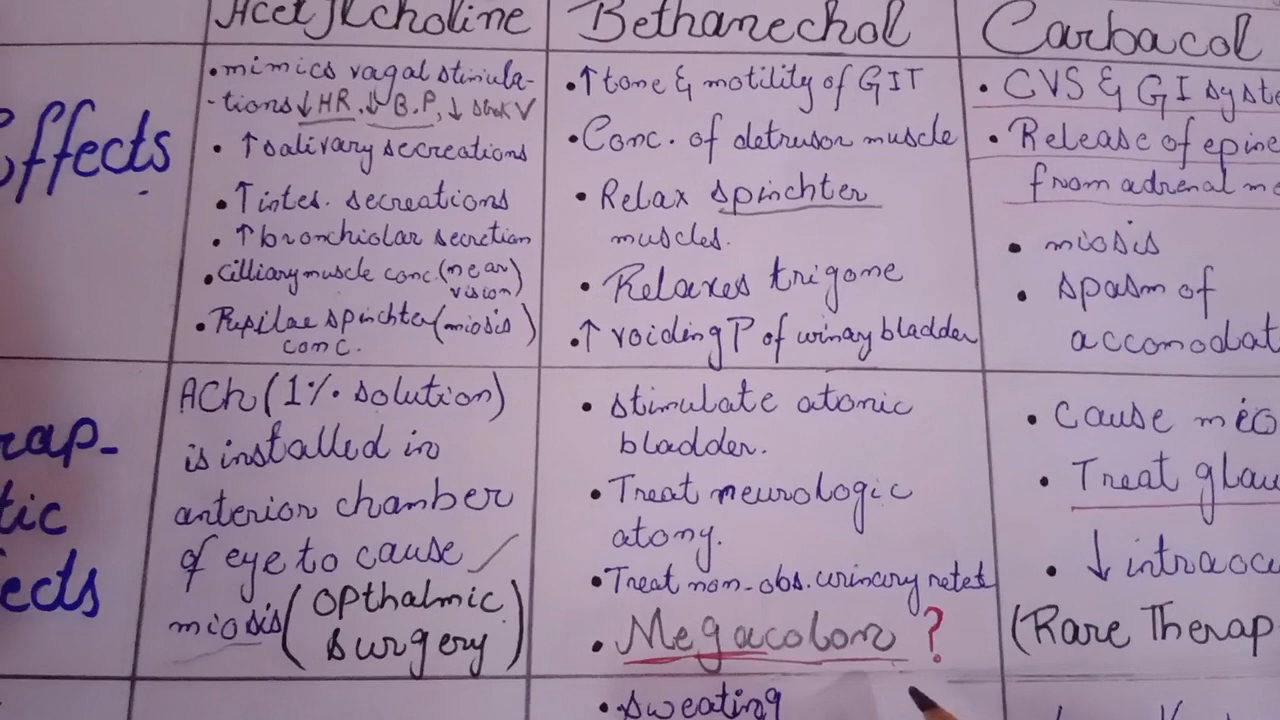 Acetylcholine
Bethanechol
Carbacol
Effects
•mimics vagal stimula-
-tions↓HR, ↓B.P, ↓ stok V
• ↑salivary secreations
•↑intes. secreations
• ↑bronchiolar secretion
•cilliary muscle conc.(near
vision)
•Pupilae spinchter(miosis)
conc.
•↑tone & motility of GIT
•Conc. of detrusor muscle
• Relax spinchter
muscles.
• Relaxes trigone
•↑ voiding P of urinay bladder
• CVS & GI syste
• Release of epine
from adrenal me
• miosis
• spasm of
accomodat
rap-
tic
ects
ACh (1% solution)
is installed in
anterior chamber
of eye to cause
miosis (opthalmic
surgery)
• stimulate atonic
bladder.
• Treat neurologic
atony.
•Treat non-obs. urinary retet
• Megacolon ?
• cause mio
• Treat glau
• ↓ intraocu
(Rare Therap
• sweating